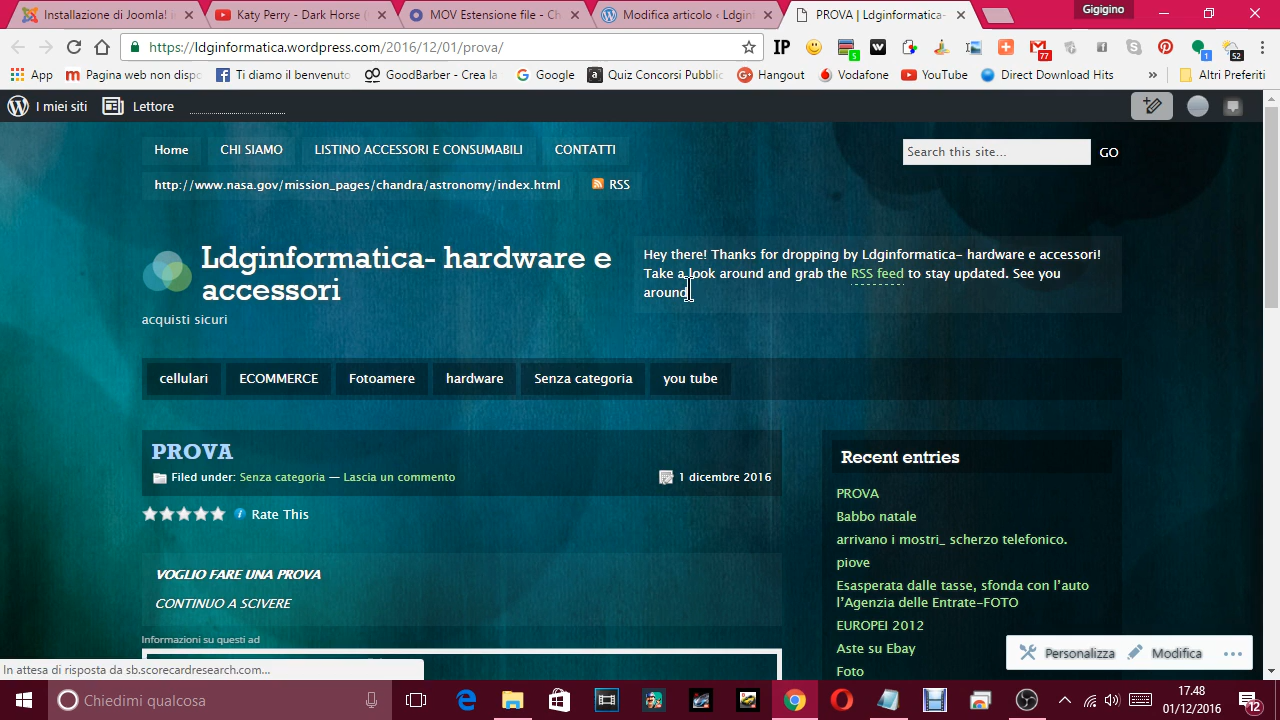 Installazione di Joomla! e
Katy Perry - Dark Horse (
MOV Estensione file - Ch
Modifica articolo ‹ Ldgin
PROVA | Ldginformatica-
Gigigino
https://ldginformatica.wordpress.com/2016/12/01/prova/
IP
5
77
1
52
App
Pagina web non dispo
Ti diamo il benvenuto
GoodBarber - Crea la
Google
Quiz Concorsi Pubblic
Hangout
Vodafone
YouTube
Direct Download Hits
»
Altri Preferiti
I miei siti
Lettore
Home
CHI SIAMO
LISTINO ACCESSORI E CONSUMABILI
CONTATTI
Search this site...
GO
http://www.nasa.gov/mission_pages/chandra/astronomy/index.html
RSS
Ldginformatica- hardware e
accessori
acquisti sicuri
Hey there! Thanks for dropping by Ldginformatica- hardware e accessori!
Take a look around and grab the RSS feed to stay updated. See you
around!
cellulari
ECOMMERCE
Fotoamere
hardware
Senza categoria
you tube
PROVA
Filed under: Senza categoria — Lascia un commento
1 dicembre 2016
Rate This
VOGLIO FARE UNA PROVA
CONTINUO A SCIVERE
Informazioni su questi ad
Recent entries
PROVA
Babbo natale
arrivano i mostri_ scherzo telefonico.
piove
Esasperata dalle tasse, sfonda con l'auto
l'Agenzia delle Entrate-FOTO
EUROPEI 2012
Aste su Ebay
Foto
Personalizza
Modifica
In attesa di risposta da sb.scorecardresearch.com...
Chiedimi qualcosa
17.48
01/12/2016
12